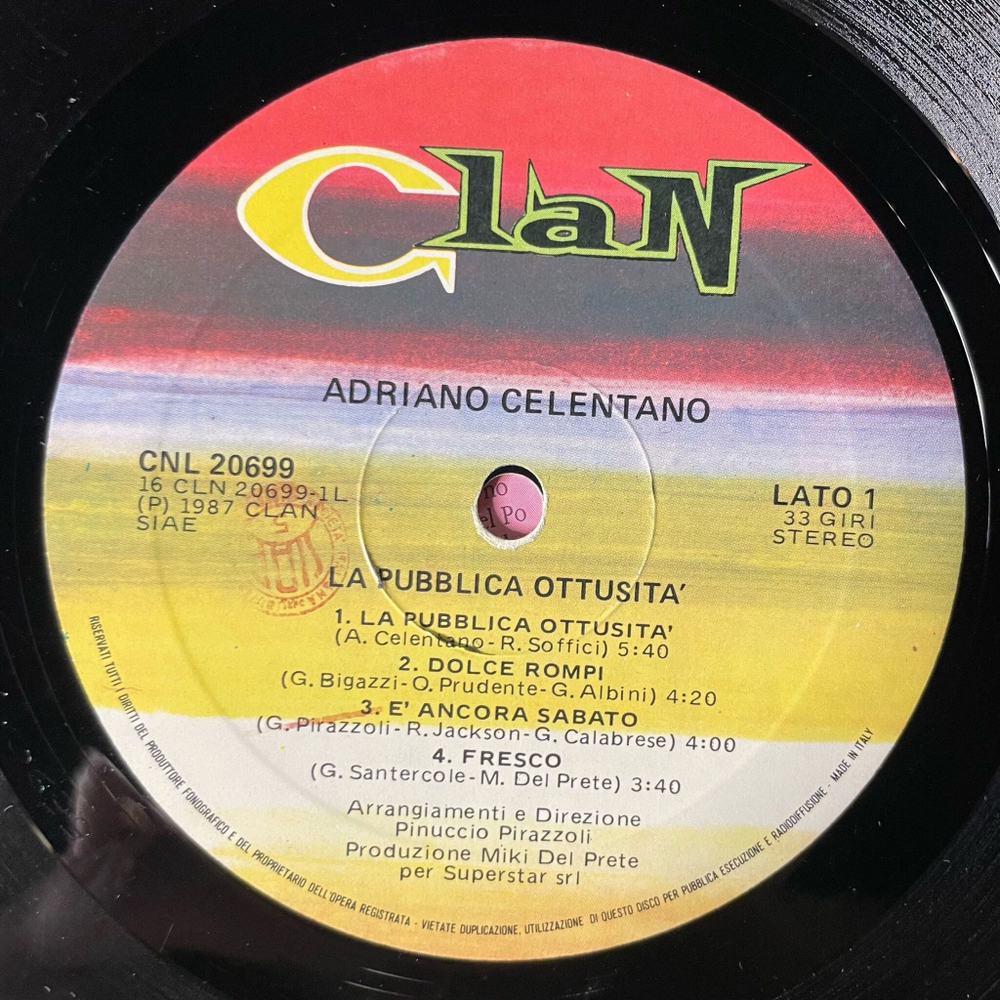 Clan
ADRIANO CELENTANO
CNL 20699
16 CLN 20699-1L
(P) 1987 CLAN
SIAE
LATO 1
33 GIRI
STEREO
no
el Po
LA PUBBLICA OTTUSITA'
1. LA PUBBLICA OTTUSITA'
(A. Celentano-R. Soffici) 5:40
2. DOLCE ROMPI
(G. Bigazzi-O. Prudente-G. Albini) 4:20
3. E' ANCORA SABATO
(G. Pirazzoli-R. Jackson-G. Calabrese) 4:00
4. FRESCO
(G. Santercole-M. Del Prete) 3:40
Arrangiamenti e Direzione
Pinuccio Pirazzoli
Produzione Miki Del Prete
per Superstar srl
RISERVATI TUTTI I DIRITTI DEL PRODUTTORE FONOGRAFICO E DEL PROPRIETARIO DELL'OPERA REGISTRATA - VIETATE DUPLICAZIONE, UTILIZZAZIONE DI QUESTO DISCO PER PUBBLICA ESECUZIONE E RADIODIFFUSIONE - MADE IN ITALY